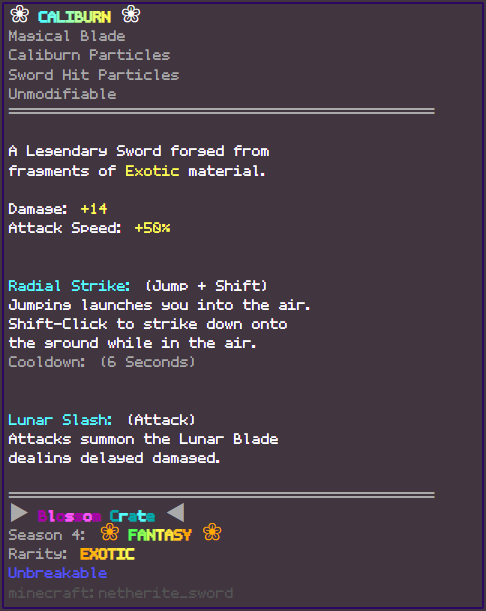 ❀ CALIBURN ❀
Magical Blade
Caliburn Particles
Sword Hit Particles
Unmodifiable
A Legendary Sword forged from
fragments of Exotic material.
Damage: +14
Attack Speed: +50%
Radial Strike: (Jump + Shift)
Jumping launches you into the air.
Shift-Click to strike down onto
the ground while in the air.
Cooldown: (6 Seconds)
Lunar Slash: (Attack)
Attacks summon the Lunar Blade
dealing delayed damaged.
▶ Blossom Crate ◀
Season 4: ❀ FANTASY ❀
Rarity: EXOTIC
Unbreakable
minecraft:netherite_sword